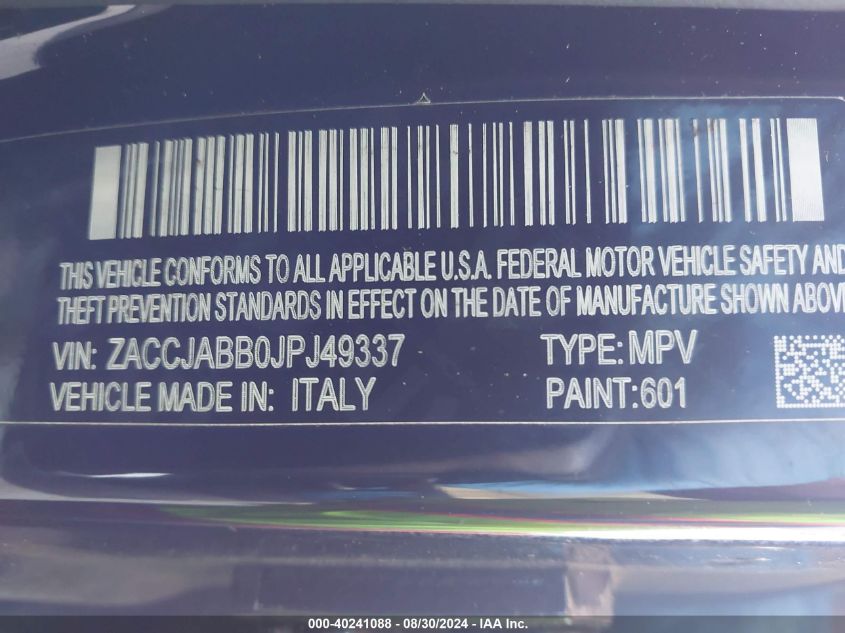 THIS VEHICLE CONFORMS TO ALL APPLICABLE U.S.A. FEDERAL MOTOR VEHICLE SAFETY AND
THEFT PREVENTION STANDARDS IN EFFECT ON THE DATE OF MANUFACTURE SHOWN ABOVE
VIN: ZACCJABB0JPJ49337 TYPE: MPV
VEHICLE MADE IN: ITALY PAINT:601
000-40241088 - 08/30/2024 - IAA Inc.